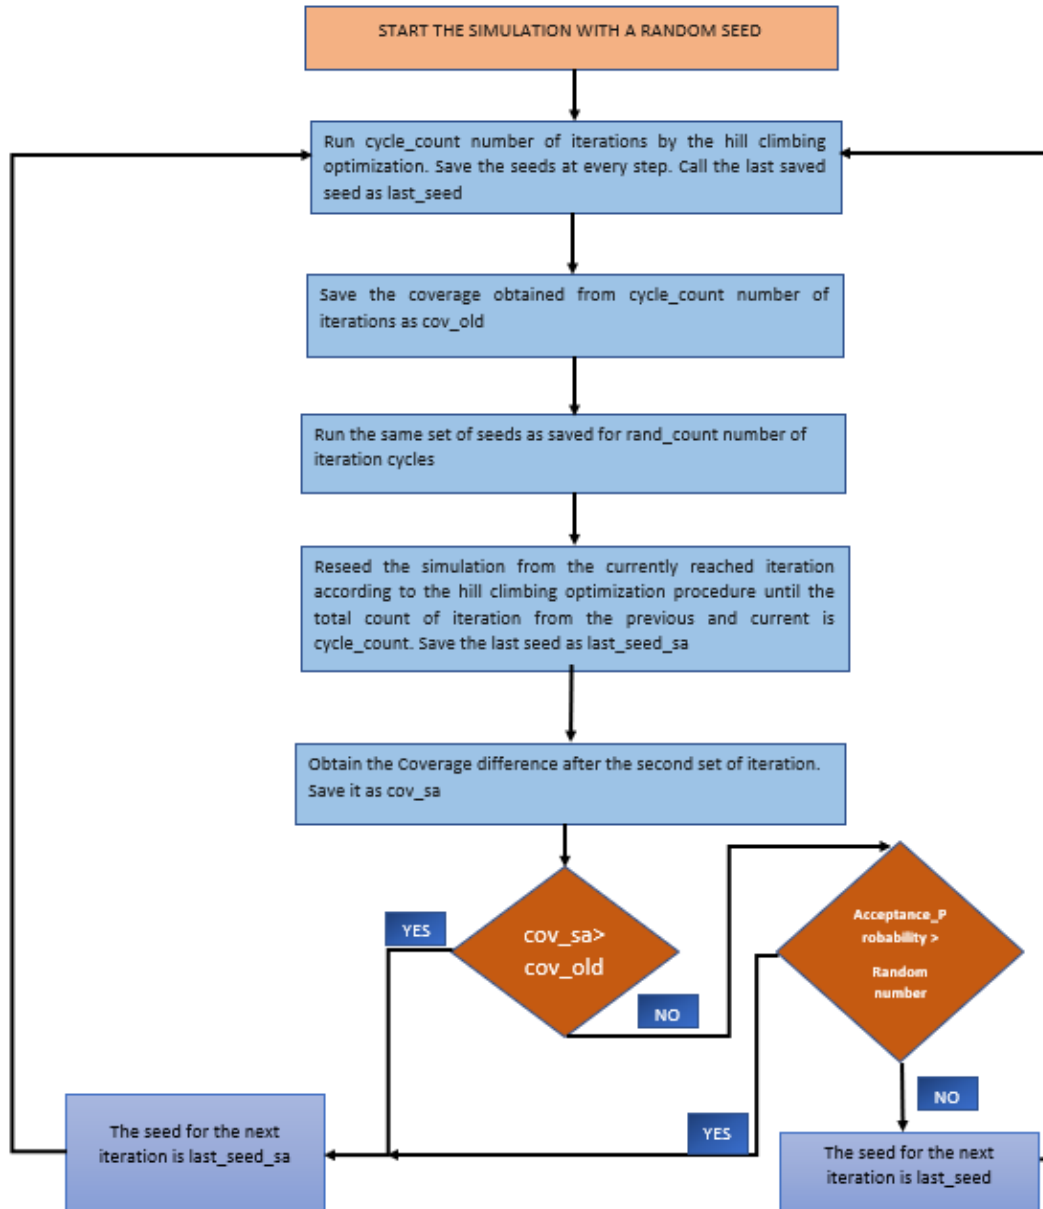 START THE SIMULATION WITH A RANDOM SEED
Run cycle_count number of iterations by the hill climbing
optimization. Save the seeds at every step. Call the last saved
seed as last_seed
Save the coverage obtained from cycle_count number of
iterations as cov_old
Run the same set of seeds as saved for rand_count number of
iteration cycles
Reseed the simulation from the currently reached iteration
according to the hill climbing optimization procedure until the
total count of iteration from the previous and current is
cycle_count. Save the last seed as last_seed_sa
Obtain the Coverage difference after the second set of iteration.
Save it as cov_sa
YES
cov_sa>
cov_old
NO
Acceptance_P
robability >
Random
number
NO
YES
The seed for the next
iteration is last_seed_sa
The seed for the next
iteration is last_seed